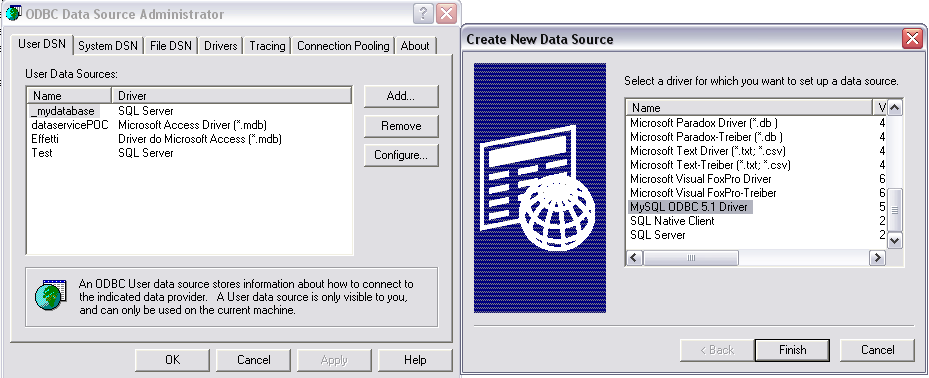 ODBC Data Source Administrator
User DSN System DSN File DSN Drivers Tracing Connection Pooling About
User Data Sources:
Name Driver
_mydatabase SQL Server
dataservicePOC Microsoft Access Driver (*.mdb)
Effetti Driver do Microsoft Access (*.mdb)
Test SQL Server
Add...
Remove
Configure...
An ODBC User data source stores information about how to connect
to the indicated data provider. A User data source is only visible to you,
and can only be used on the current machine.
OK Cancel Apply Help
Create New Data Source
Select a driver for which you want to set up a data source.
Name V
Microsoft Paradox Driver (*.db ) 4
Microsoft Paradox-Treiber (*.db ) 4
Microsoft Text Driver (*.txt; *.csv) 4
Microsoft Text-Treiber (*.txt; *.csv) 4
Microsoft Visual FoxPro Driver 6
Microsoft Visual FoxPro-Treiber 6
MySQL ODBC 5.1 Driver 5
SQL Native Client 2
SQL Server 2
< Back Finish Cancel